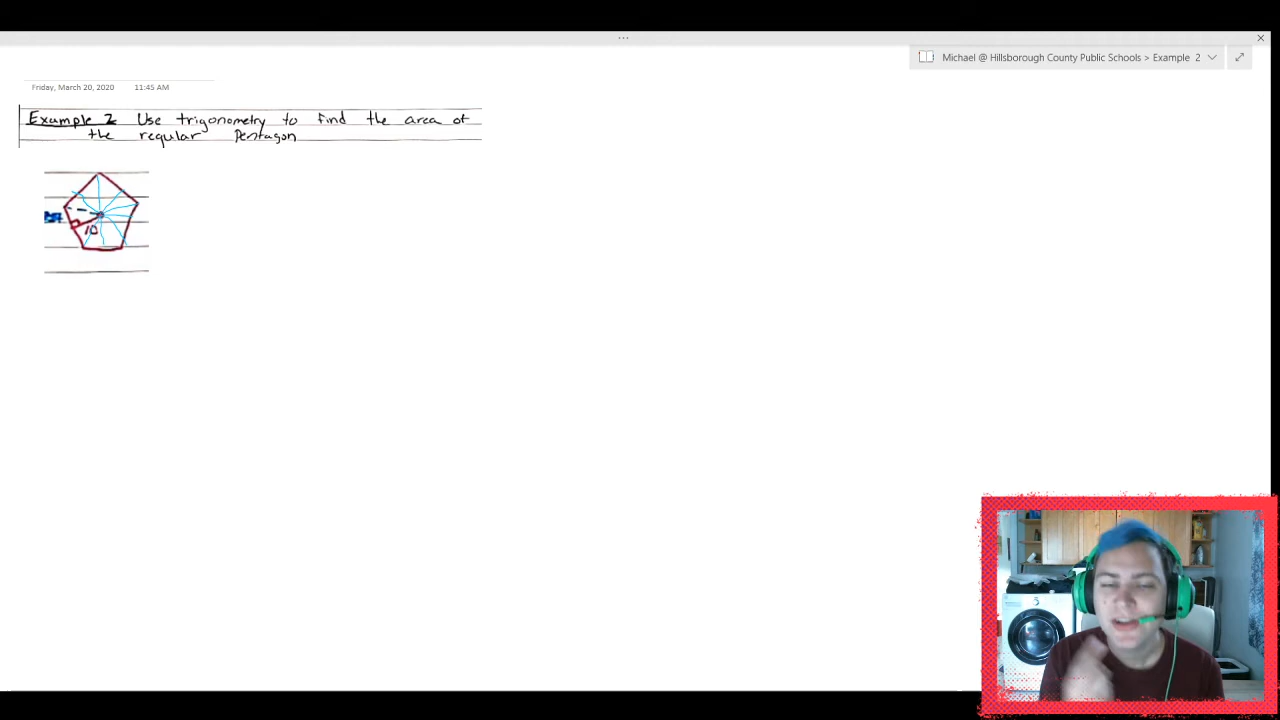 Michael @ Hillsborough County Public Schools > Example 2
Friday, March 20, 2020 11:45 AM
Example 2 Use trigonometry to find the area of
the regular Pentagon
10